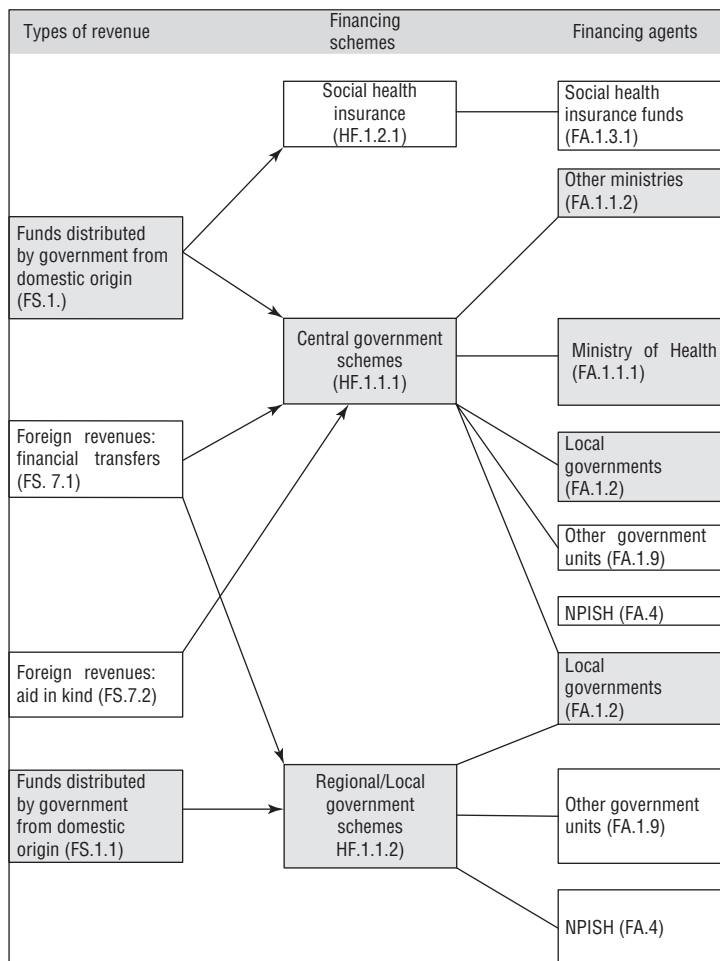 Types of revenue
Financing
schemes
Financing agents
Social health
insurance
(HF.1.2.1)
Social health
insurance funds
(FA.1.3.1)
Other ministries
(FA.1.1.2)
Funds distributed
by government from
domestic origin
(FS.1.)
Central government
schemes
(HF.1.1.1)
Ministry of Health
(FA.1.1.1)
Foreign revenues:
financial transfers
(FS. 7.1)
Local
governments
(FA.1.2)
Other government
units (FA.1.9)
NPISH (FA.4)
Foreign revenues:
aid in kind (FS.7.2)
Local
governments
(FA.1.2)
Funds distributed
by government
from domestic
origin (FS.1.1)
Regional/Local
government
schemes
HF.1.1.2)
Other government
units (FA.1.9)
NPISH (FA.4)